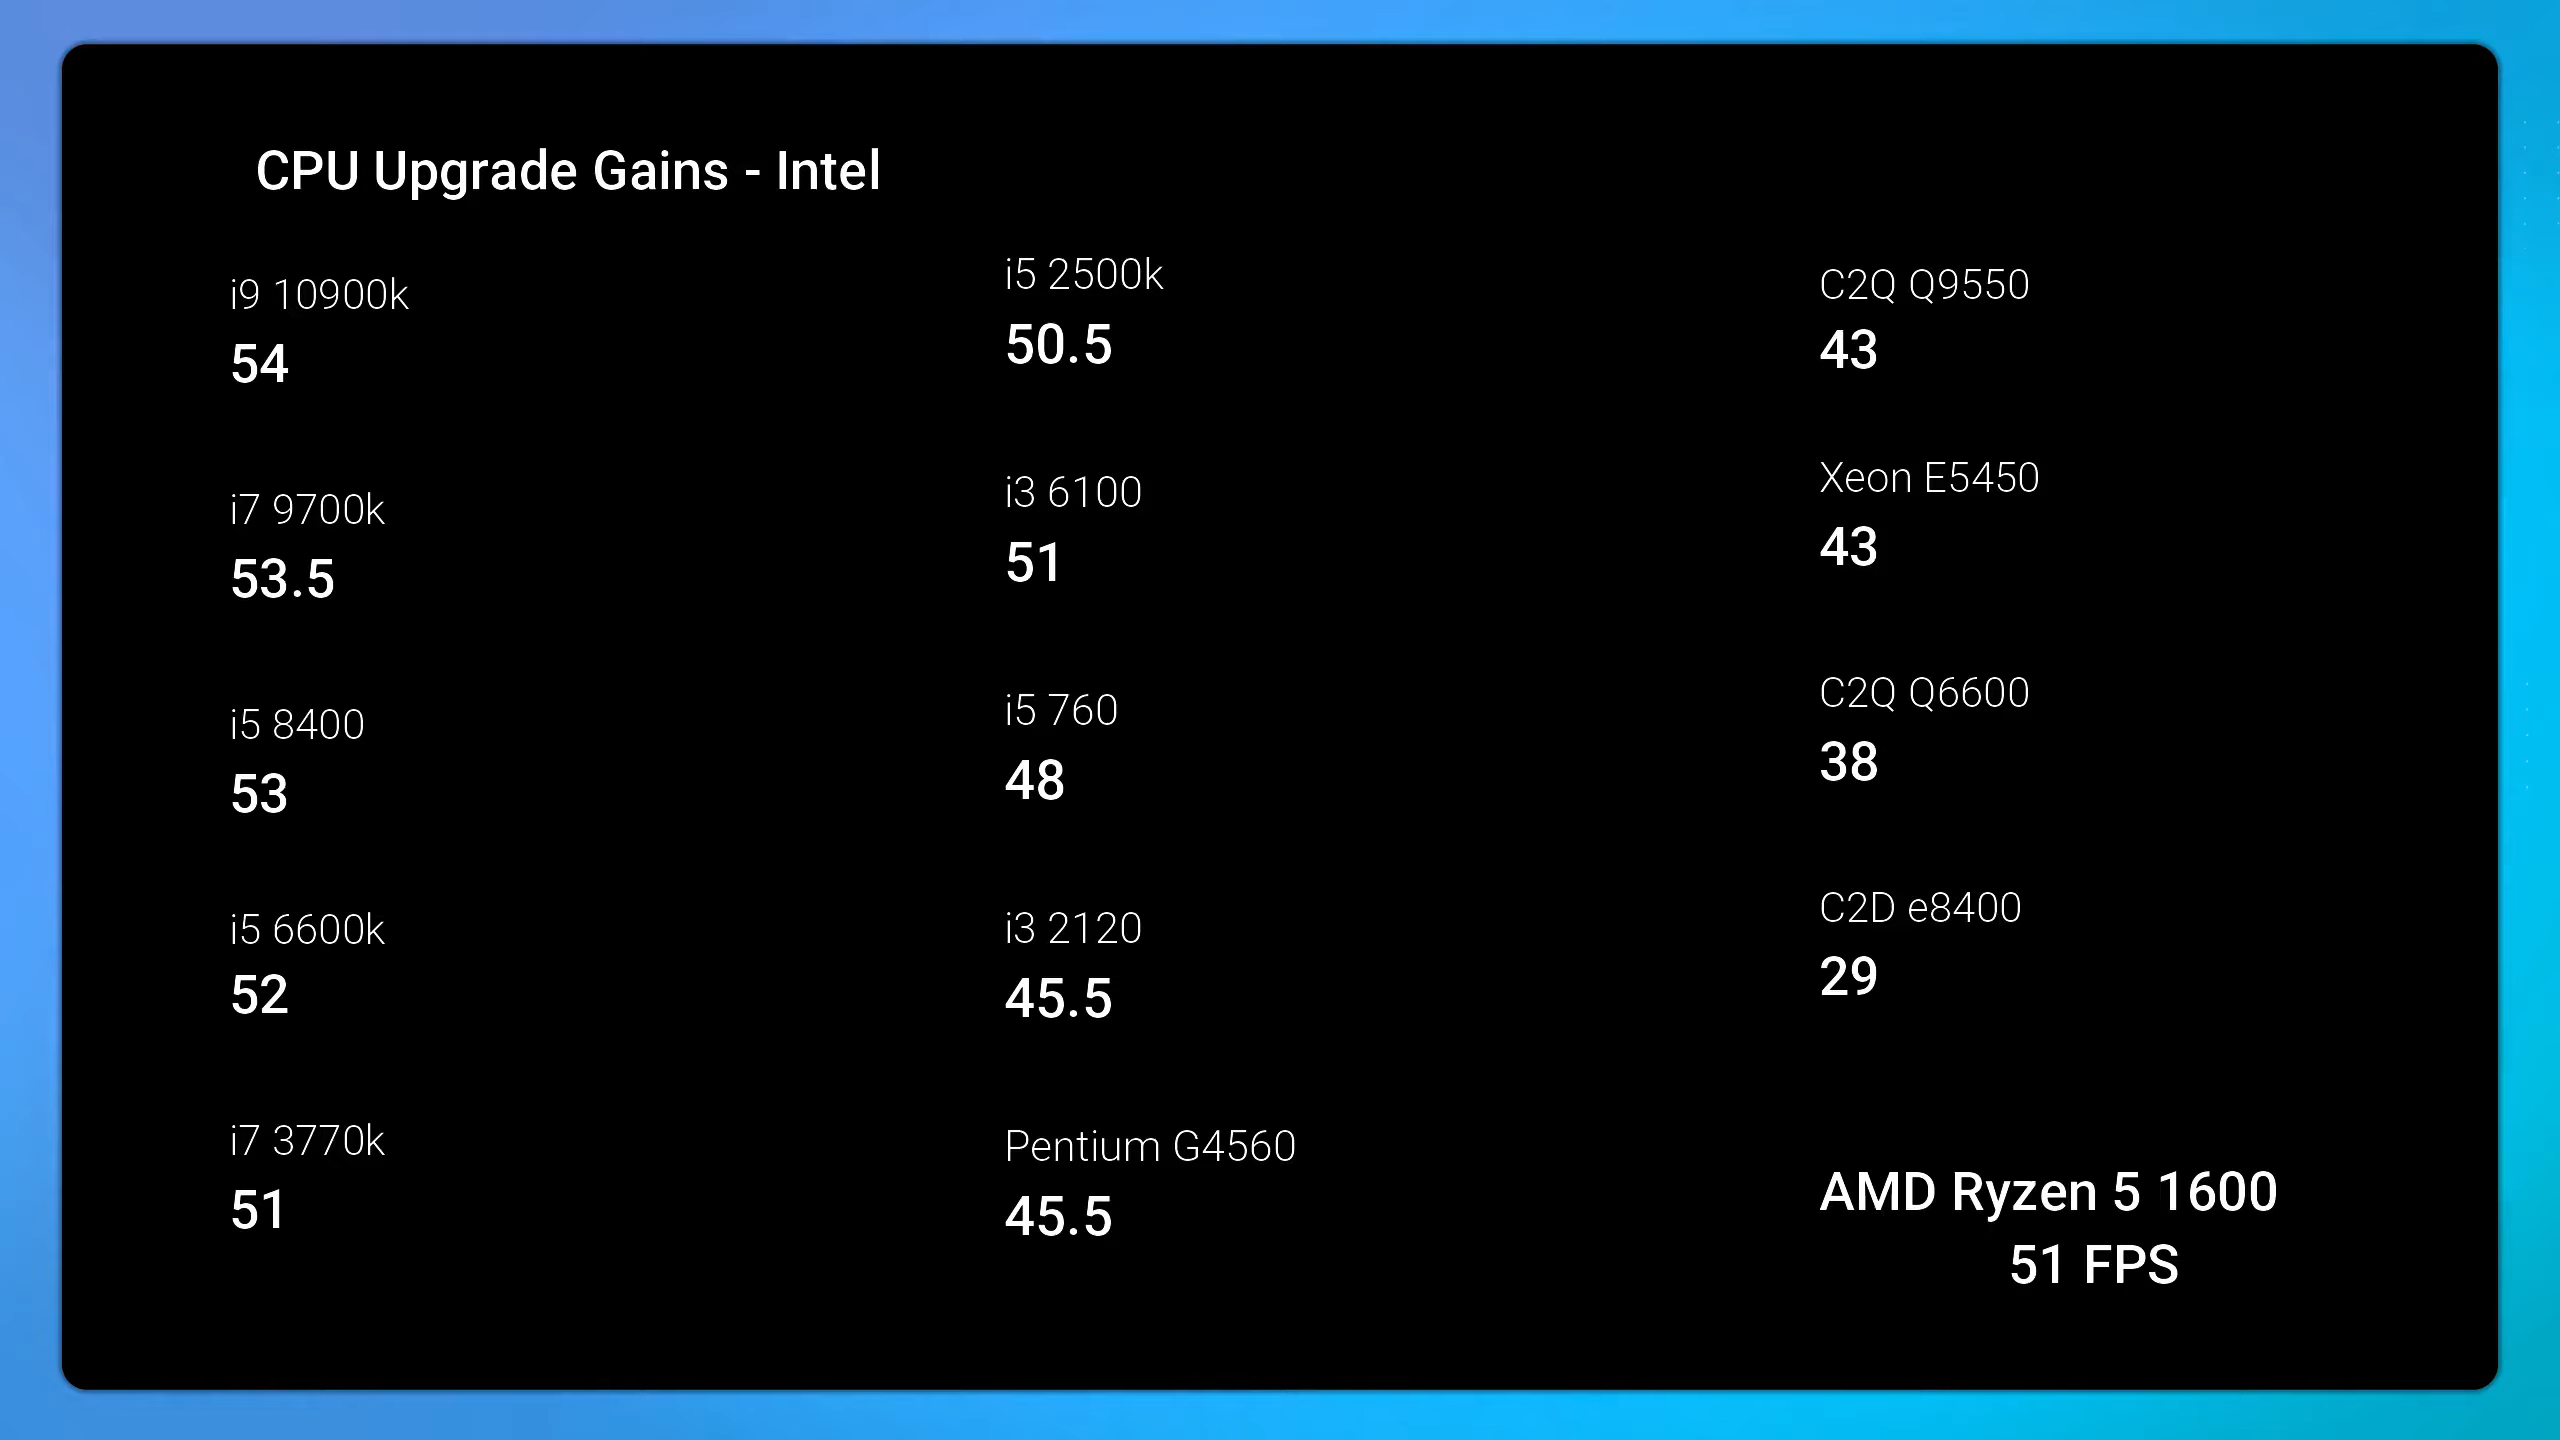 CPU Upgrade Gains - Intel
i9 10900k
54
i7 9700k
53.5
i5 8400
53
i5 6600k
52
i7 3770k
51
i5 2500k
50.5
i3 6100
51
i5 760
48
i3 2120
45.5
Pentium G4560
45.5
C2Q Q9550
43
Xeon E5450
43
C2Q Q6600
38
C2D e8400
29
AMD Ryzen 5 1600
51 FPS